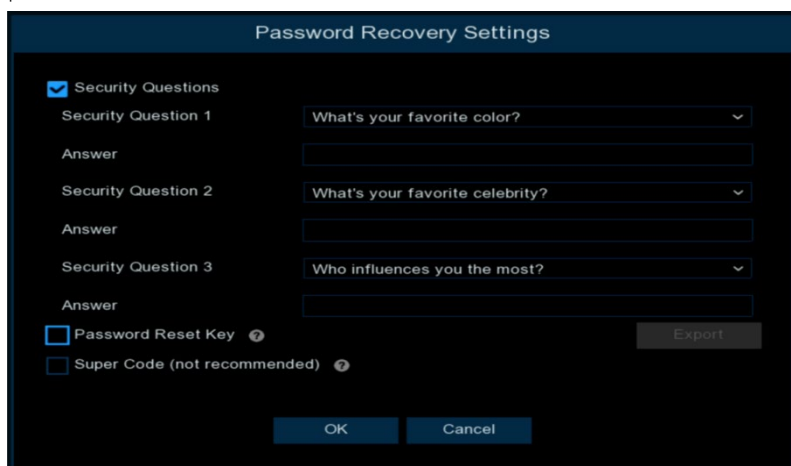 Password Recovery Settings
Security Questions
Security Question 1 What's your favorite color?
Answer
Security Question 2 What's your favorite celebrity?
Answer
Security Question 3 Who influences you the most?
Answer
Password Reset Key ? Export
Super Code (not recommended) ?
OK Cancel